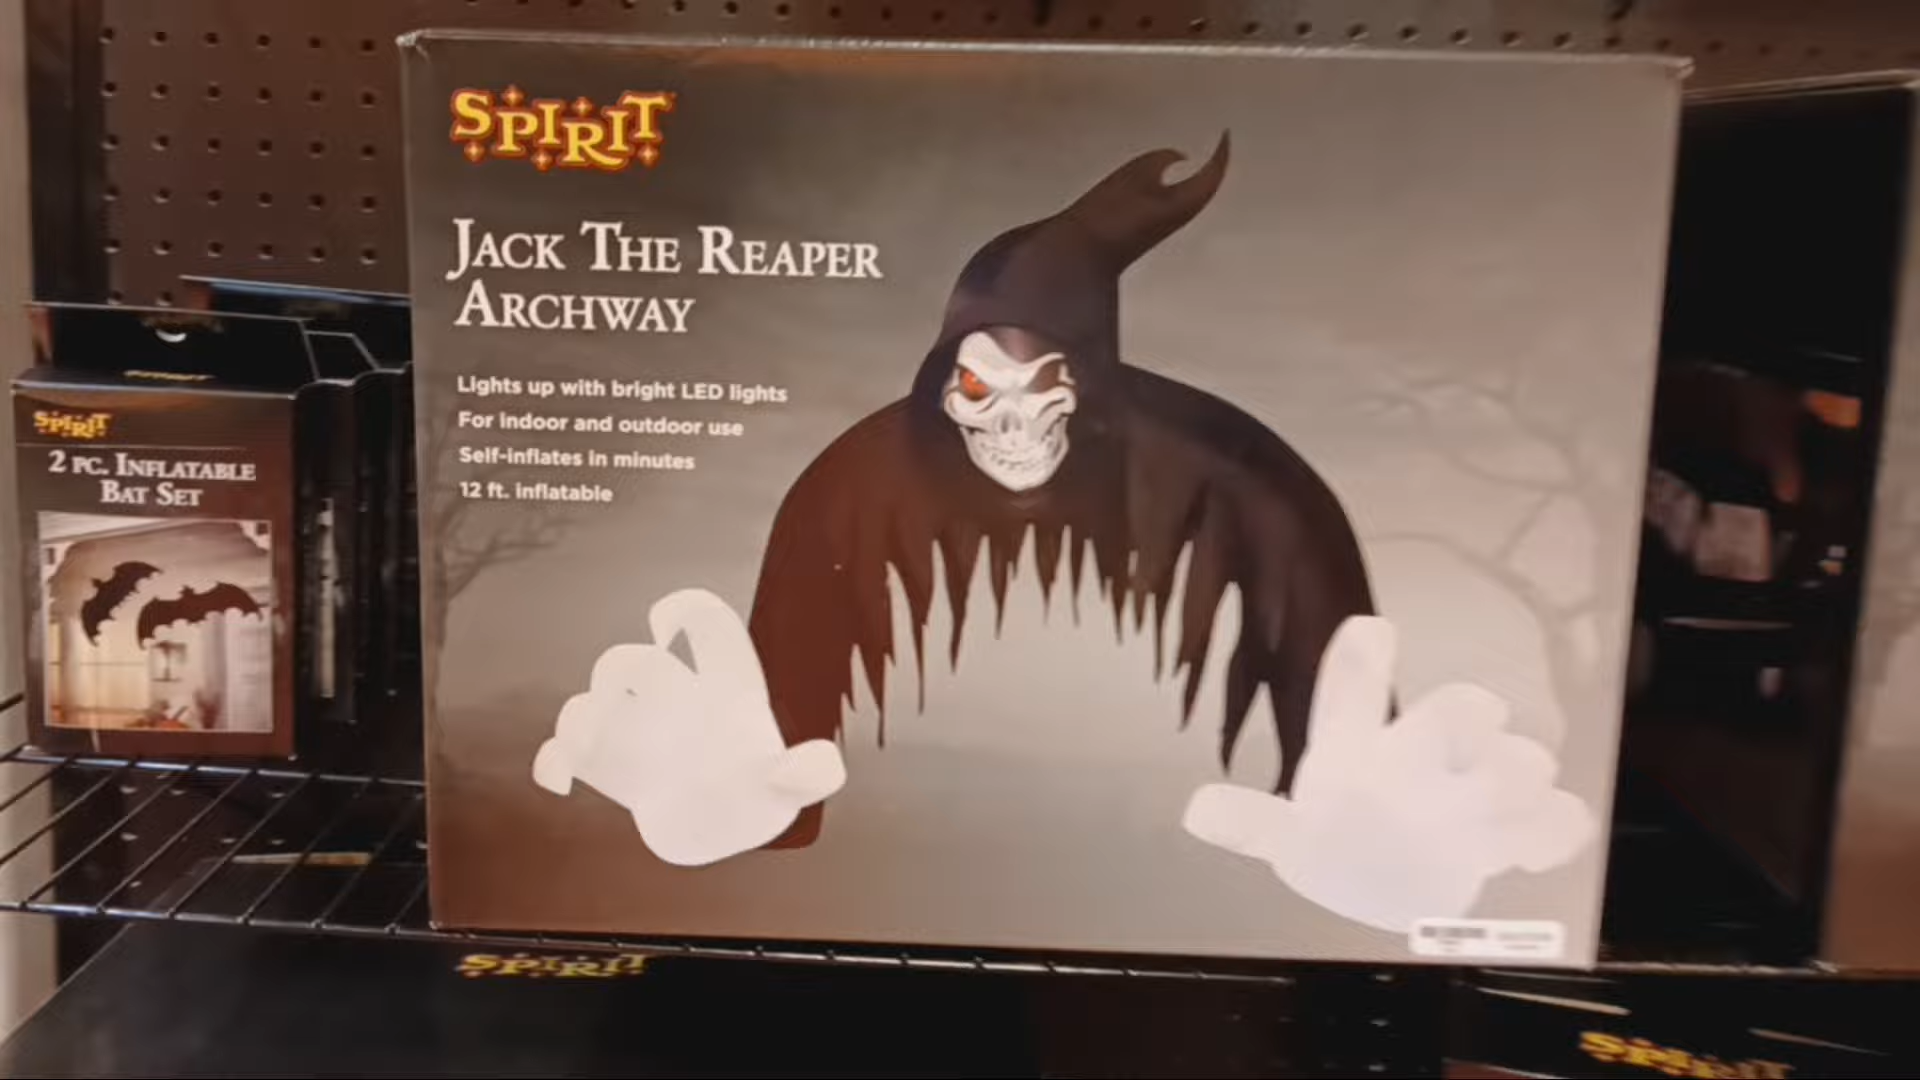 SPIRIT
JACK THE REAPER
ARCHWAY
Lights up with bright LED lights
For indoor and outdoor use
Self-inflates in minutes
12 ft. inflatable
SPIRIT
2 PC. INFLATABLE
BAT SET
SPIRIT
SPIRIT